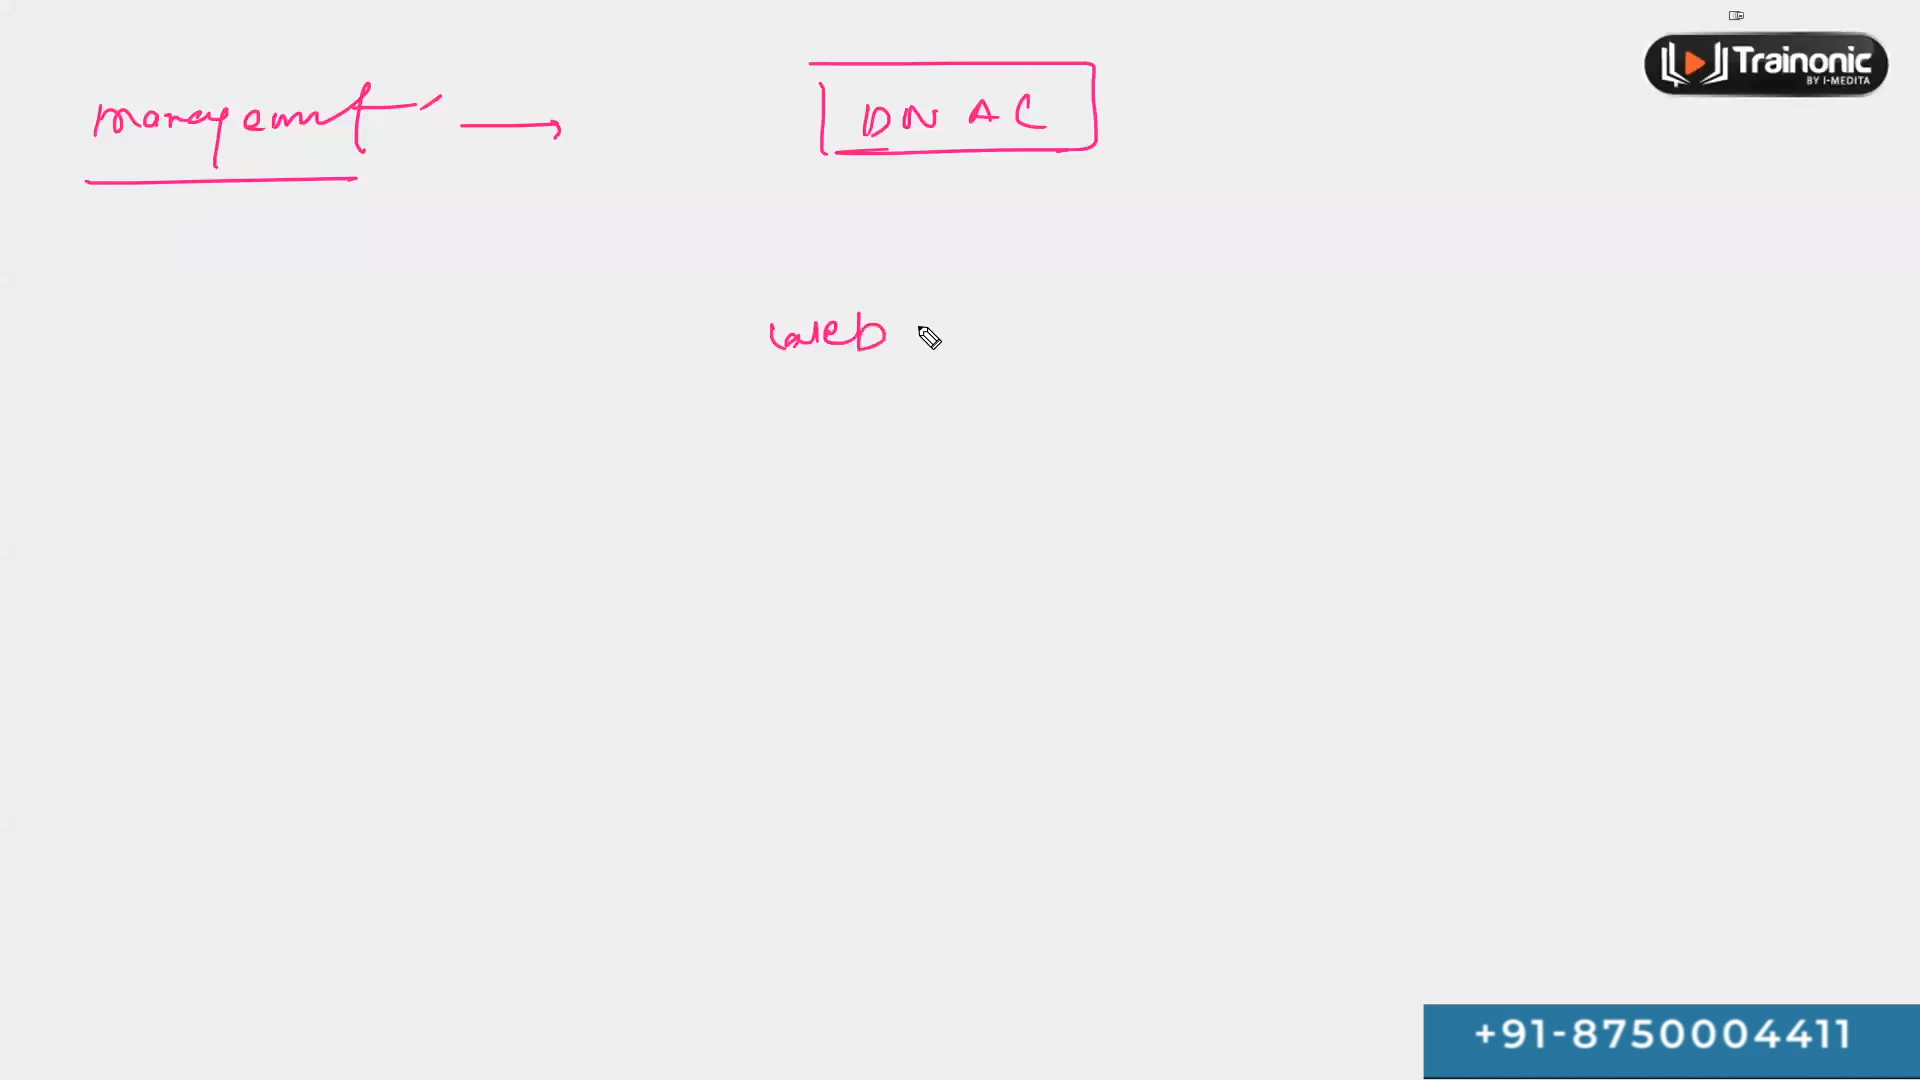 management
DNAC
Trainonic
BY I-MEDITA
web
+91-8750004411